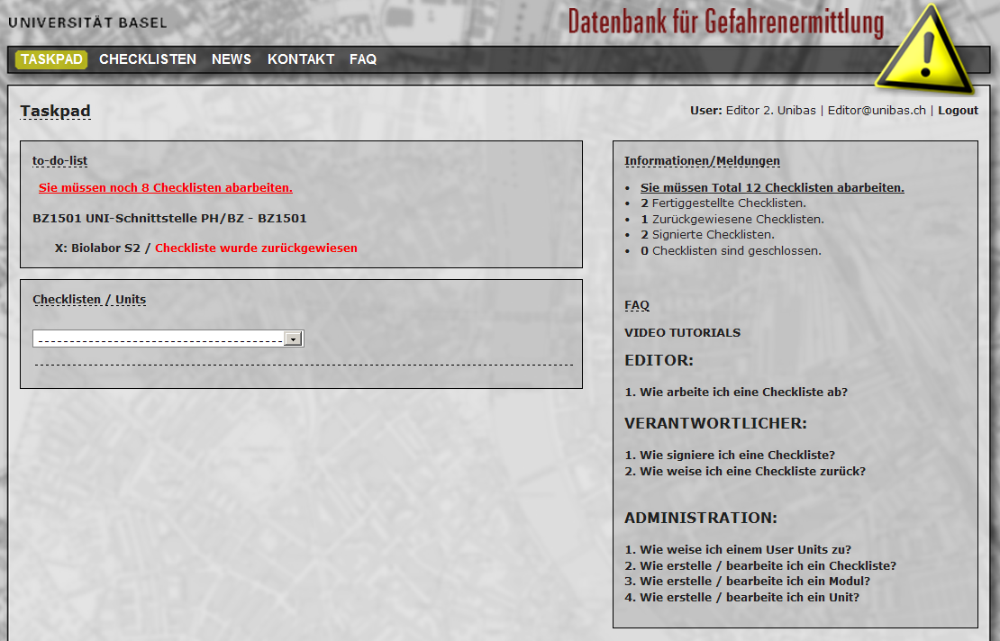 UNIVERSITÄT BASEL
Datenbank für Gefahrenermittlung
TASKPAD CHECKLISTEN NEWS KONTAKT FAQ
Taskpad
User: Editor 2. Unibas | Editor@unibas.ch | Logout
to-do-list
Sie müssen noch 8 Checklisten abarbeiten.
BZ1501 UNI-Schnittstelle PH/BZ - BZ1501
X: Biolabor S2 / Checkliste wurde zurückgewiesen
Checklisten / Units
Informationen/Meldungen
• Sie müssen Total 12 Checklisten abarbeiten.
• 2 Fertiggestellte Checklisten.
• 1 Zurückgewiesene Checklisten.
• 2 Signierte Checklisten.
• 0 Checklisten sind geschlossen.
FAQ
VIDEO TUTORIALS
EDITOR:
1. Wie arbeite ich eine Checkliste ab?
VERANTWORTLICHER:
1. Wie signiere ich eine Checkliste?
2. Wie weise ich eine Checkliste zurück?
ADMINISTRATION:
1. Wie weise ich einem User Units zu?
2. Wie erstelle / bearbeite ich ein Checkliste?
3. Wie erstelle / bearbeite ich ein Modul?
4. Wie erstelle / bearbeite ich ein Unit?